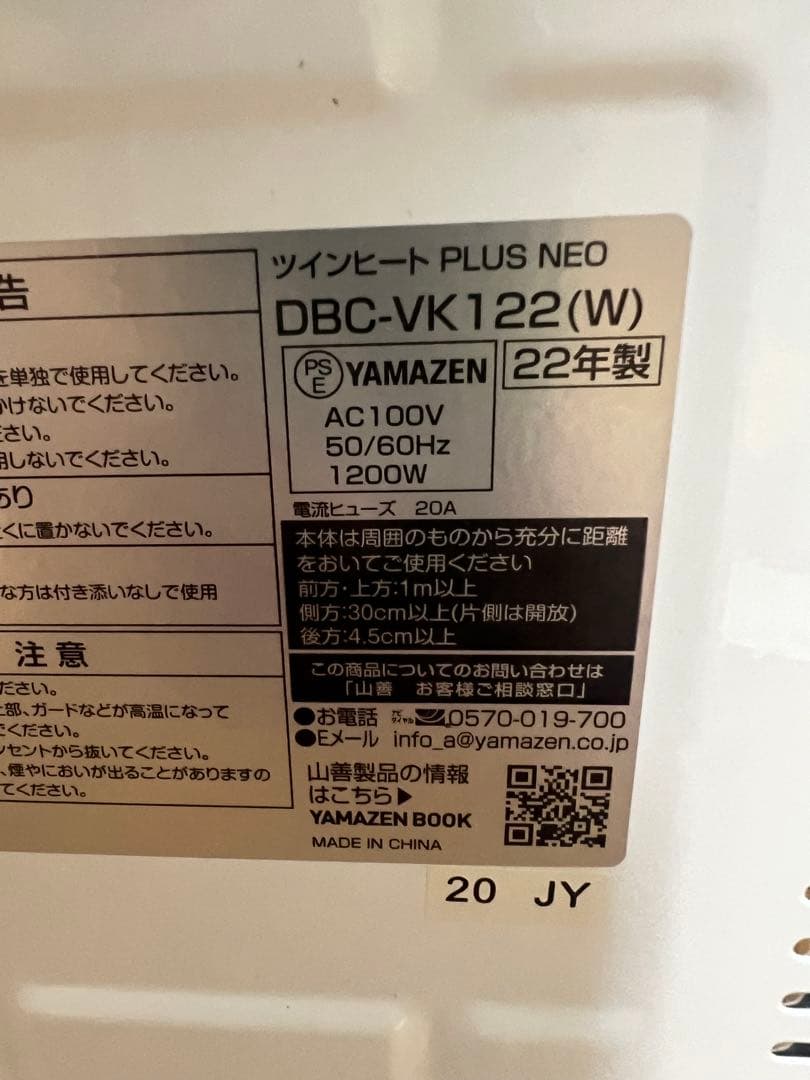 告
を単独で使用してください。
かけないでください。
ださい。
用しないでください。
あり
くに置かないでください。
な方は付き添いなしで使用
注意
ださい。
上部、ガードなどが高温になって
でください。
ンセントから抜いてください。
、煙やにおいが出ることがありますの
てください。
ツインヒート PLUS NEO
DBC-VK122(W)
PS
E
YAMAZEN
22年製
AC100V
50/60Hz
1200W
電流ヒューズ 20A
本体は周囲のものから充分に距離
をおいてご使用ください
前方・上方:1m以上
側方:30cm以上(片側は開放)
後方:4.5cm以上
この商品についてのお問い合わせは
「山善 お客様ご相談窓口」
●お電話 ナビダイヤル 0570-019-700
●Eメール info_a@yamazen.co.jp
山善製品の情報
はこちら▶
YAMAZEN BOOK
MADE IN CHINA
20 JY